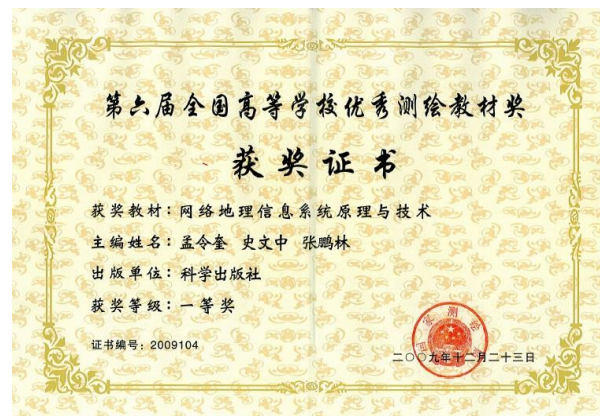 第六届全国高等学校优秀测绘教材奖
获奖证书
获奖教材：网络地理信息系统原理与技术
主编姓名：孟令奎 史文中 张鹏林
出版单位：科学出版社
获奖等级：一等奖
证书编号：2009104
二〇〇九年十二月二十三日